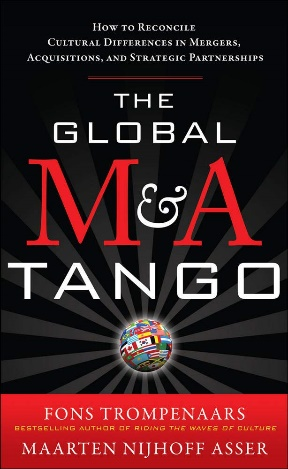 How to Reconcile
Cultural Differences in Mergers,
Acquisitions, and Strategic Partnerships
THE
GLOBAL
M&A
TANGO
FONS TROMPENAARS
BESTSELLING AUTHOR OF RIDING THE WAVES OF CULTURE
MAARTEN NIJHOFF ASSER